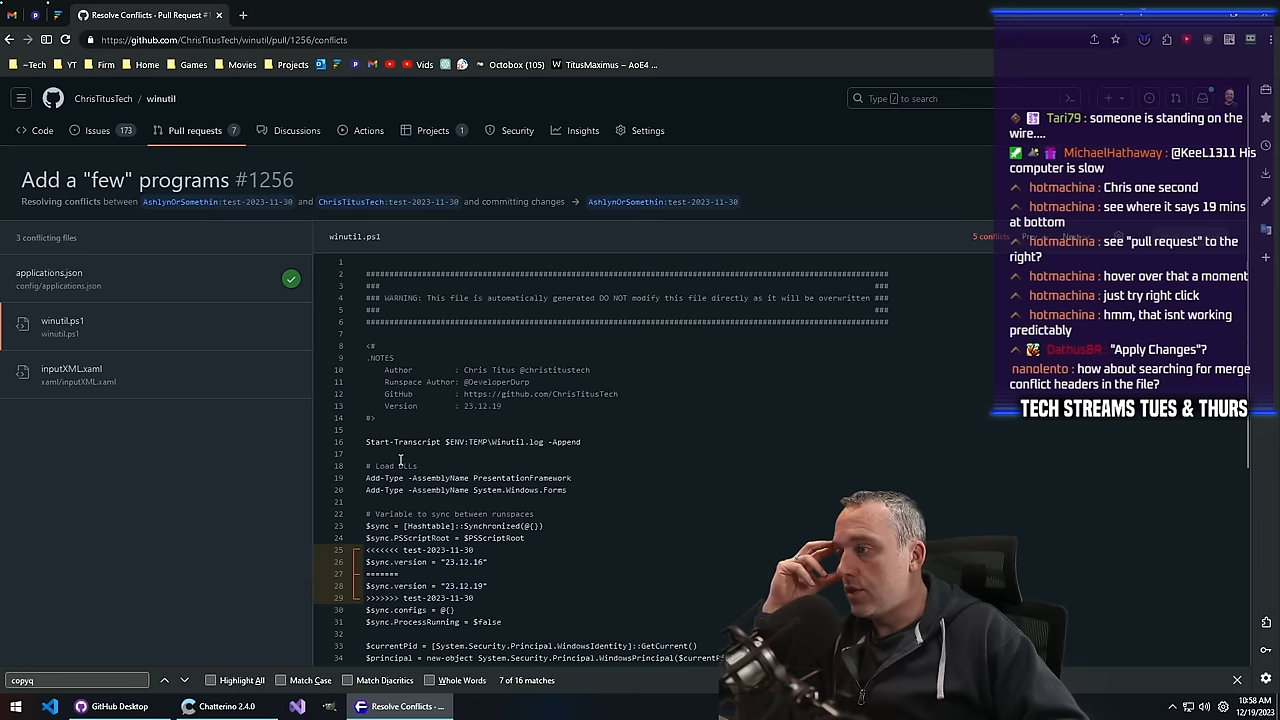 Resolve Conflicts - Pull Request #1
https://github.com/ChrisTitusTech/winutil/pull/1256/conflicts
~Tech
YT
Firm
Home
Games
Movies
Projects
Vids
Octobox (105)
TitusMaximus – AoE4 ...
ChrisTitusTech / winutil
Type / to search
Code
Issues 173
Pull requests 7
Discussions
Actions
Projects 1
Security
Insights
Settings
Add a "few" programs #1256
Resolving conflicts between AshlynOrSomethin:test-2023-11-30 and ChrisTitusTech:test-2023-11-30 and committing changes → AshlynOrSomethin:test-2023-11-30
3 conflicting files
applications.json
config/applications.json
winutil.ps1
winutil.ps1
inputXML.xaml
xaml/inputXML.xaml
winutil.ps1
5 conflicts
Prev
Next
1
2 ################################################################################################################
3 ### ###
4 ### WARNING: This file is automatically generated DO NOT modify this file directly as it will be overwritten ###
5 ### ###
6 ################################################################################################################
7
8 <#
9 .NOTES
10 Author : Chris Titus @christitustech
11 Runspace Author: @DeveloperDurp
12 GitHub : https://github.com/ChrisTitusTech
13 Version : 23.12.19
14 #>
15
16 Start-Transcript $ENV:TEMP\Winutil.log -Append
17
18 # Load DLLs
19 Add-Type -AssemblyName PresentationFramework
20 Add-Type -AssemblyName System.Windows.Forms
21
22 # Variable to sync between runspaces
23 $sync = [Hashtable]::Synchronized(@{})
24 $sync.PSScriptRoot = $PSScriptRoot
25 <<<<<<< test-2023-11-30
26 $sync.version = "23.12.16"
27 =======
28 $sync.version = "23.12.19"
29 >>>>>>> test-2023-11-30
30 $sync.configs = @{}
31 $sync.ProcessRunning = $false
32
33 $currentPid = [System.Security.Principal.WindowsIdentity]::GetCurrent()
34 $principal = new-object System.Security.Principal.WindowsPrincipal($currentP
Tari79 : someone is standing on the
wire....
MichaelHathaway : @KeeL1311 His
computer is slow
hotmachina : Chris one second
hotmachina : see where it says 19 mins
at bottom
hotmachina : see "pull request" to the
right?
hotmachina : hover over that a moment
hotmachina : just try right click
hotmachina : hmm, that isnt working
predictably
DathusBR : "Apply Changes"?
nanolento : how about searching for merge
conflict headers in the file?
TECH STREAMS TUES & THURS
copyq
Highlight All
Match Case
Match Diacritics
Whole Words
7 of 16 matches
GitHub Desktop
Chatterino 2.4.0
Resolve Conflicts - ...
10:58 AM
12/19/2023